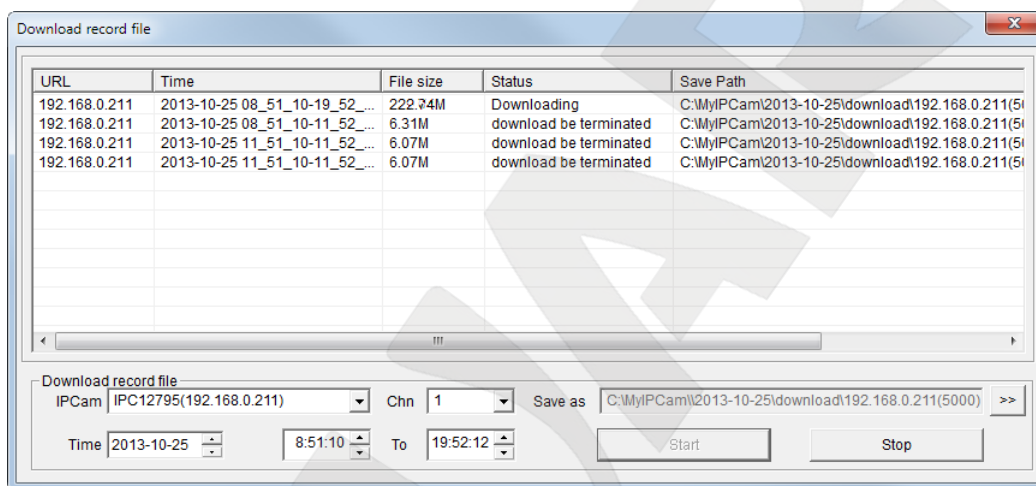 Download record file
URL Time File size Status Save Path
192.168.0.211 2013-10-25 08_51_10-19_52_... 222.74M Downloading C:\MyIPCam\2013-10-25\download\192.168.0.211(50
192.168.0.211 2013-10-25 08_51_10-11_52_... 6.31M download be terminated C:\MyIPCam\2013-10-25\download\192.168.0.211(50
192.168.0.211 2013-10-25 11_51_10-11_52_... 6.07M download be terminated C:\MyIPCam\2013-10-25\download\192.168.0.211(50
192.168.0.211 2013-10-25 11_51_10-11_52_... 6.07M download be terminated C:\MyIPCam\2013-10-25\download\192.168.0.211(50
Download record file
IPCam IPC12795(192.168.0.211) Chn 1 Save as C:\MyIPCam\\2013-10-25\download\192.168.0.211(5000) >>
Time 2013-10-25 8:51:10 To 19:52:12 Start Stop